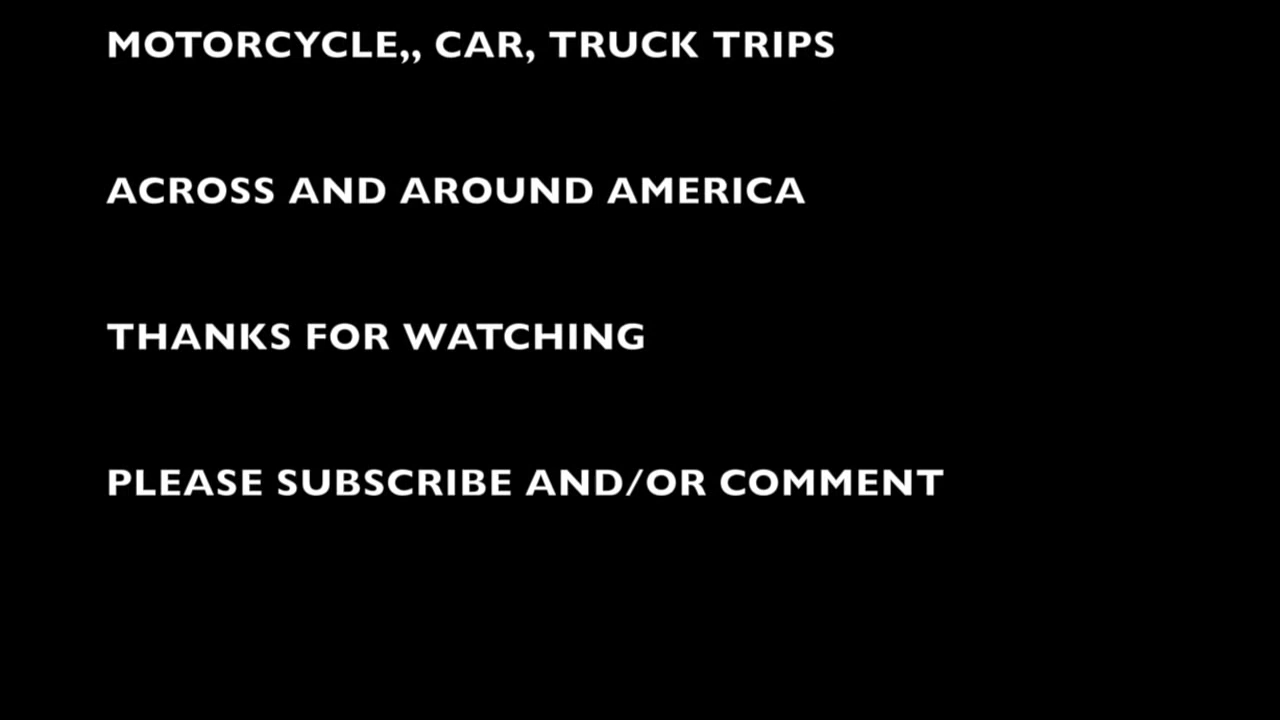 MOTORCYCLE,, CAR, TRUCK TRIPS
ACROSS AND AROUND AMERICA
THANKS FOR WATCHING
PLEASE SUBSCRIBE AND/OR COMMENT